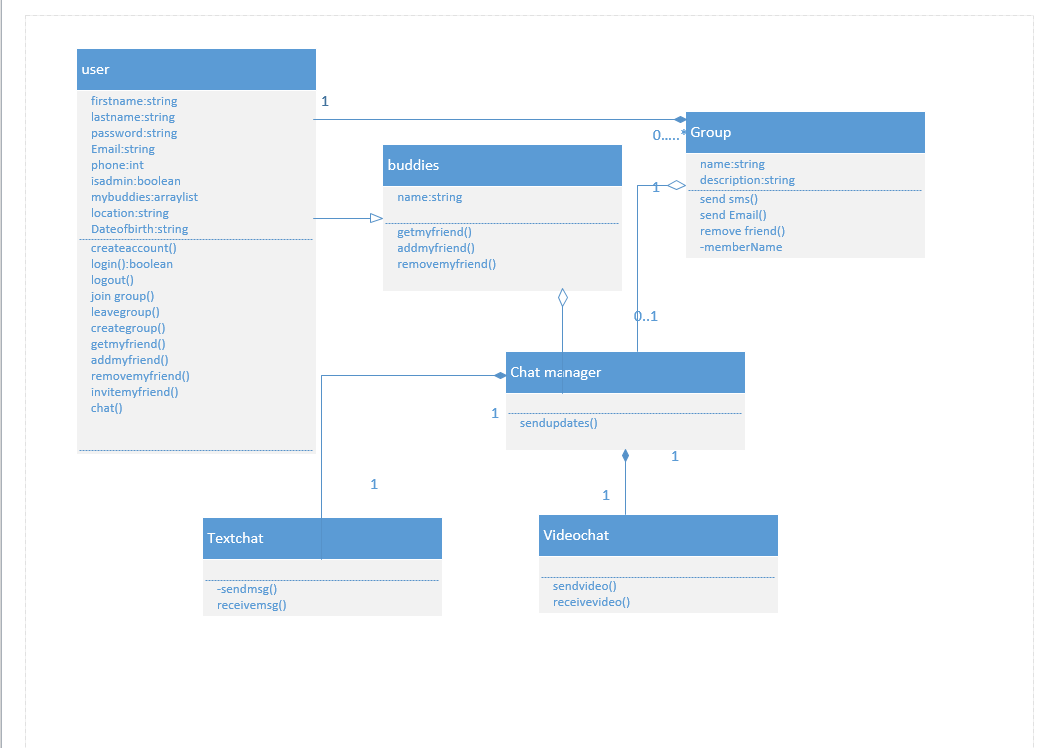 user
firstname:string
lastname:string
password:string
Email:string
phone:int
isadmin:boolean
mybuddies:arraylist
location:string
Dateofbirth:string
createaccount()
login():boolean
logout()
join group()
leavegroup()
creategroup()
getmyfriend()
addmyfriend()
removemyfriend()
invitemyfriend()
chat()
1
0.....*
Group
name:string
description:string
send sms()
send Email()
remove friend()
-memberName
1
buddies
name:string
getmyfriend()
addmyfriend()
removemyfriend()
0..1
Chat manager
sendupdates()
1
1
1
1
Textchat
-sendmsg()
receivemsg()
Videochat
sendvideo()
receivevideo()